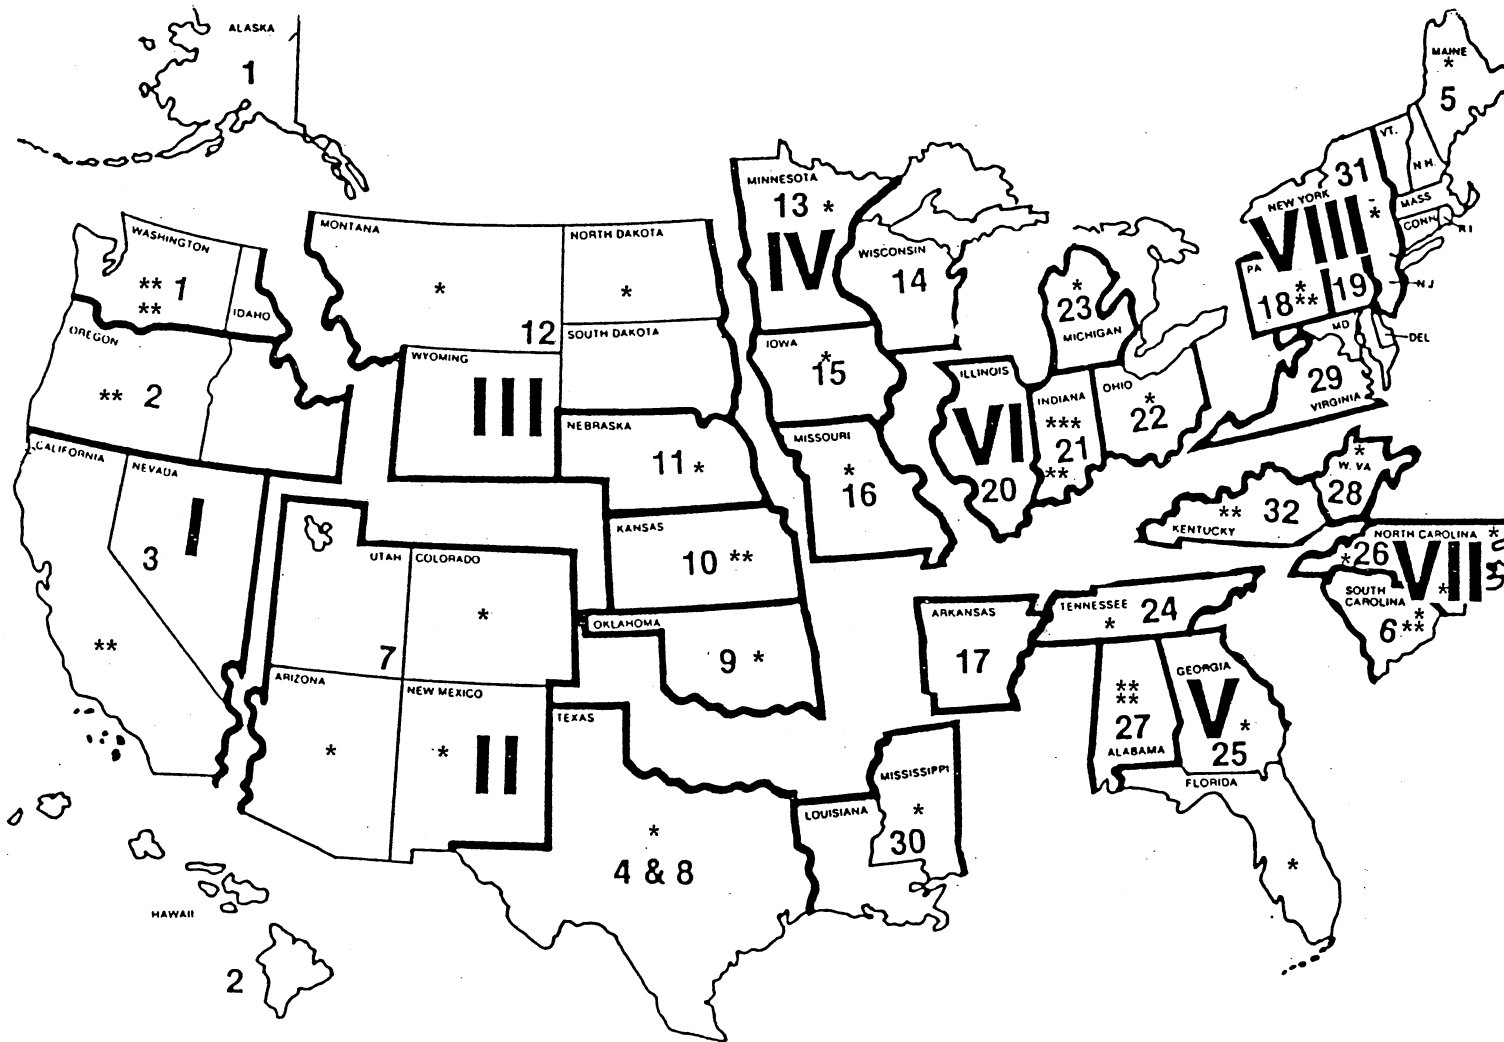 ALASKA
1
WASHINGTON
** 1
**
IDAHO
OREGON
** 2
CALIFORNIA
**
NEVADA
I
3
MONTANA
*
12
NORTH DAKOTA
*
SOUTH DAKOTA
WYOMING
III
NEBRASKA
11 *
KANSAS
10 **
UTAH
7
COLORADO
*
ARIZONA
*
NEW MEXICO
*
II
OKLAHOMA
9 *
TEXAS
*
4 & 8
HAWAII
2
MINNESOTA
13 *
IV
WISCONSIN
14
IOWA
*
15
MISSOURI
*
16
ILLINOIS
VI
20
*
23
MICHIGAN
INDIANA
***
21
**
OHIO
*
22
ARKANSAS
17
LOUISIANA
MISSISSIPPI
*
30
TENNESSEE
* 24
**
**
27
ALABAMA
GEORGIA
V
*
25
FLORIDA
*
MAINE
*
5
VT.
N.H.
MASS
CONN
RI
31
NEW YORK
VIII
*
PA
*
18 **
19
NJ
MD
DEL
29
VIRGINIA
*
W. VA
28
**
32
KENTUCKY
NORTH CAROLINA
*
* 26
VII
*
SOUTH
CAROLINA
*
6 **